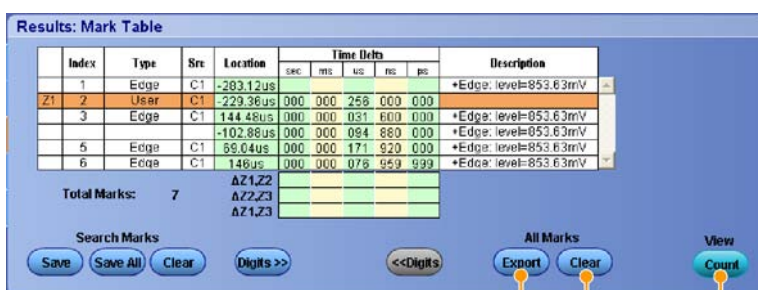 Results: Mark Table
Index Type Src Location Time Delta Description
sec ms us ns ps
1 Edge C1 -283.12us +Edge: level=853.63mV
Z1 2 User C1 -229.36us 000 000 256 000 000
3 Edge C1 144.48us 000 000 031 600 000 +Edge: level=853.63mV
-102.88us 000 094 880 000 +Edge: level=853.63mV
5 Edge C1 69.04us 000 000 171 920 000 +Edge: level=853.63mV
6 Edge C1 146us 000 000 076 959 999 +Edge: level=853.63mV
ΔZ1,Z2
Total Marks: 7 ΔZ2,Z3
ΔZ1,Z3
Search Marks All Marks View
Save Save All Clear Digits >> <<Digits Export Clear Count